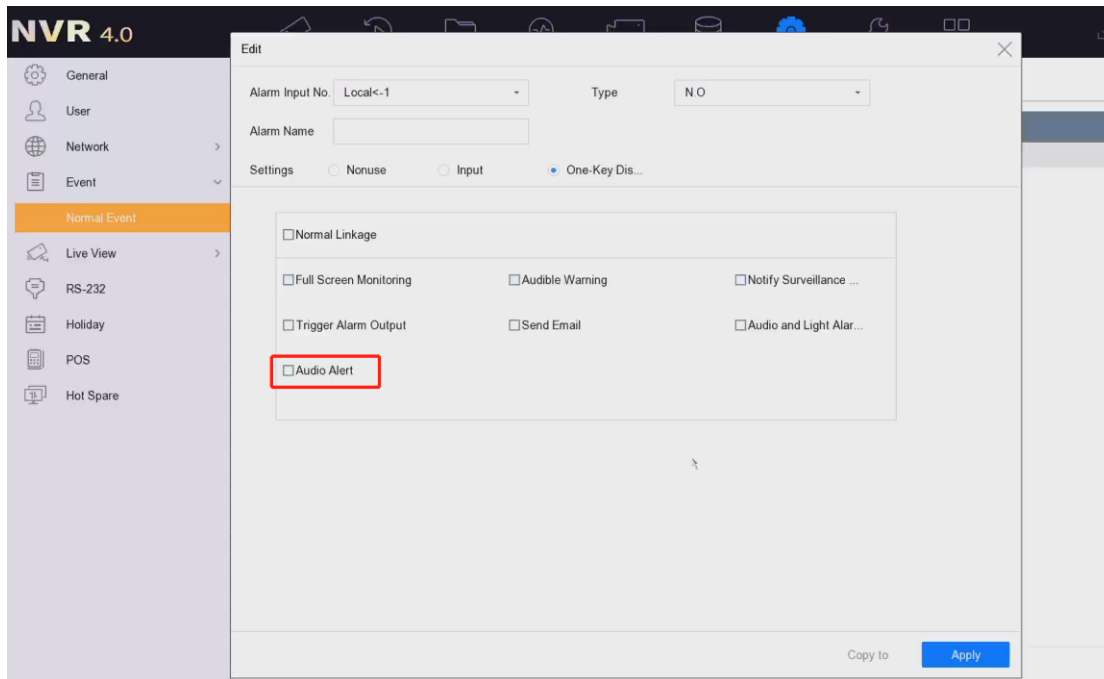 NVR 4.0
Edit
General
User
Network
Event
Normal Event
Live View
RS-232
Holiday
POS
Hot Spare
Alarm Input No. Local<-1 Type N.O
Alarm Name
Settings Nonuse Input One-Key Dis...
Normal Linkage
Full Screen Monitoring Audible Warning Notify Surveillance ...
Trigger Alarm Output Send Email Audio and Light Alar...
Audio Alert
Copy to Apply